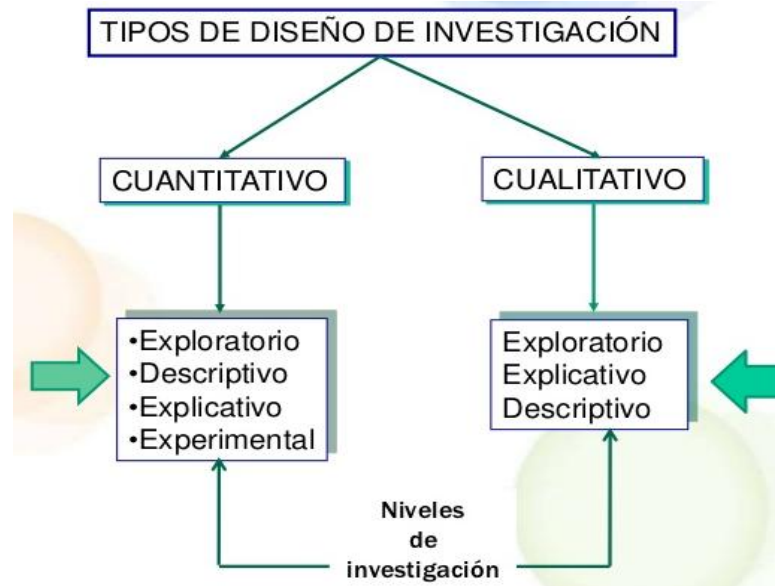 TIPOS DE DISEÑO DE INVESTIGACIÓN
CUANTITATIVO
CUALITATIVO
•Exploratorio
•Descriptivo
•Explicativo
•Experimental
Exploratorio
Explicativo
Descriptivo
Niveles
de
investigación